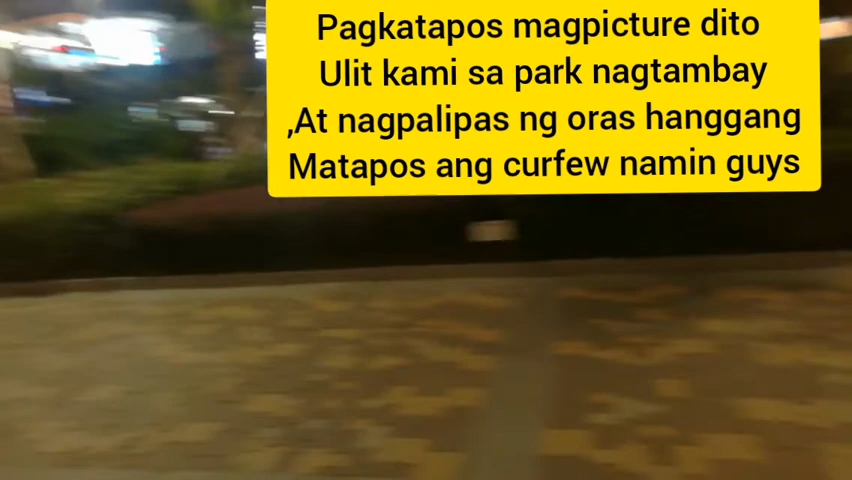 Pagkatapos magpicture dito
Ulit kami sa park nagtambay
,At nagpalipas ng oras hanggang
Matapos ang curfew namin guys